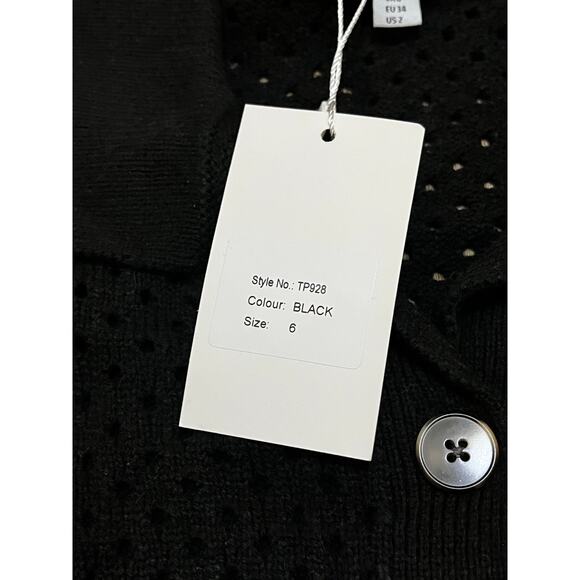 EU 34
US 2
Style No.: TP928
Colour: BLACK
Size: 6